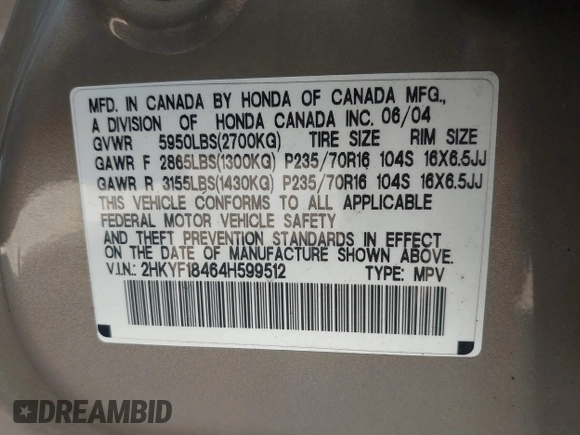 MFD. IN CANADA BY HONDA OF CANADA MFG.,
A DIVISION OF HONDA CANADA INC. 06/04
GVWR 5950LBS(2700KG) TIRE SIZE RIM SIZE
GAWR F 2865LBS(1300KG) P235/70R16 104S 16X6.5JJ
GAWR R 3155LBS(1430KG) P235/70R16 104S 16X6.5JJ
THIS VEHICLE CONFORMS TO ALL APPLICABLE
FEDERAL MOTOR VEHICLE SAFETY
AND THEFT PREVENTION STANDARDS IN EFFECT
ON THE DATE OF MANUFACTURE SHOWN ABOVE.
V.I.N.: 2HKYF18464H599512 TYPE: MPV
DREAMBID